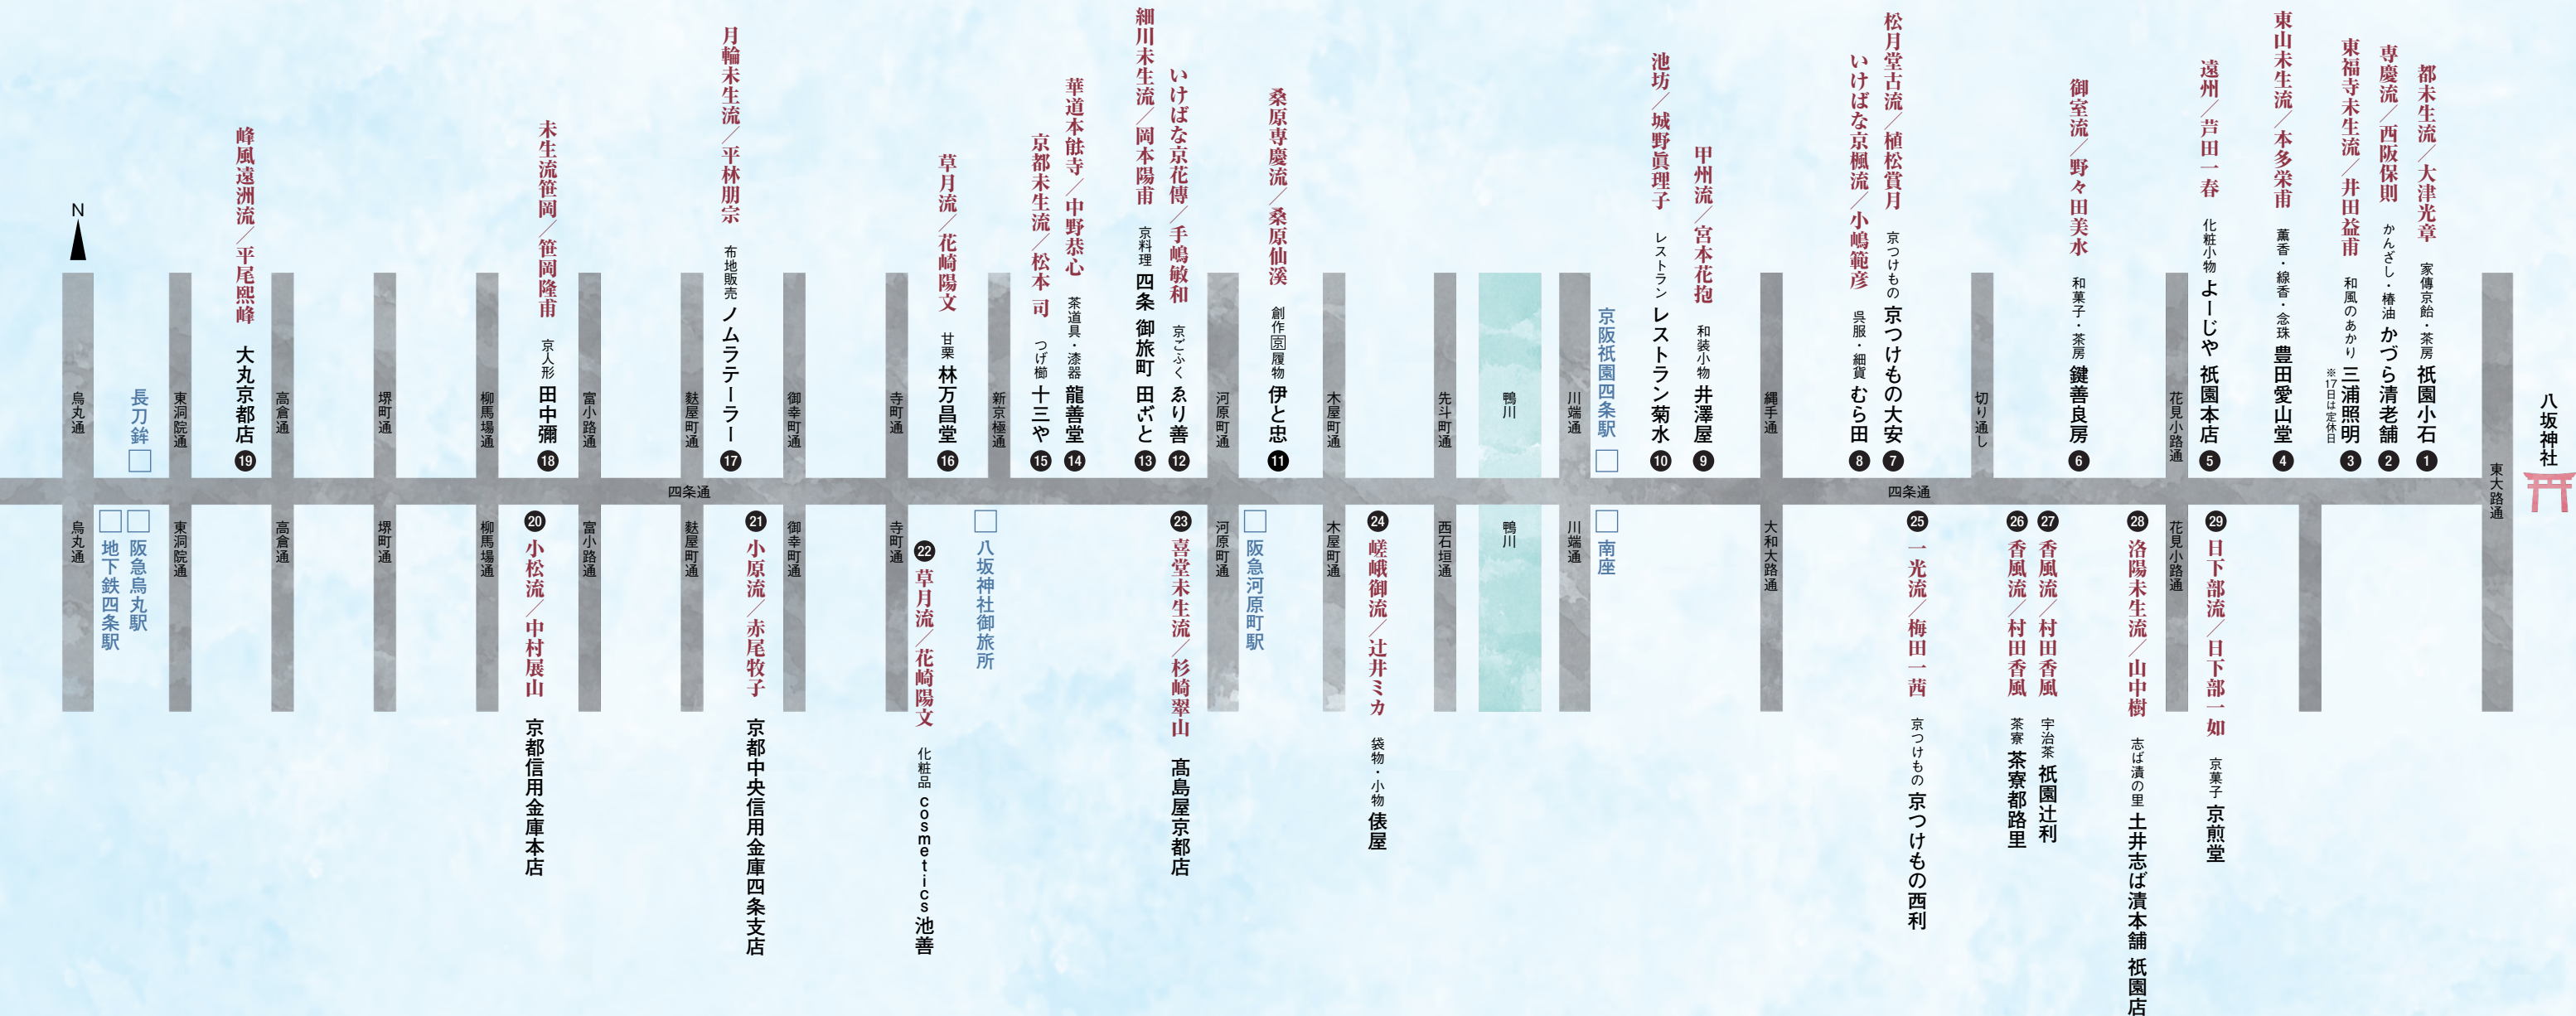 都未生流／大津光章 家傳京飴・茶房 祇園小石 1
専慶流／西阪保則 かんざし・椿油 かづら清老舗 2
東福寺未生流／井田益甫 和風のあかり 三浦照明 3
※17日は定休日
東山未生流／本多栄甫 薫香・線香・念珠 豊田愛山堂 4
遠州／芦田一春 化粧小物 よーじや 祇園本店 5
御室流／野々田美水 和菓子・茶房 鍵善良房 6
松月堂古流／植松賞月 京つけもの 京つけもの大安 7
いけばな京楓流／小嶋範彦 呉服・細貨 むら田 8
甲州流／宮本花抱 和装小物 井澤屋 9
池坊／城野眞理子 レストラン レストラン菊水 10
桑原専慶流／桑原仙溪 創作京履物 伊と忠 11
いけばな京花傳／手嶋敏和 京ごふく ゑり善 12
細川未生流／岡本陽甫 京料理 四条 御旅町 田ごと 13
華道本能寺／中野恭心 茶道具・漆器 龍善堂 14
京都未生流／松本 司 つげ櫛 十三や 15
草月流／花崎陽文 甘栗 林万昌堂 16
月輪未生流／平林朋宗 布地販売 ノムラテーラー 17
未生流笹岡／笹岡隆甫 京人形 田中彌 18
峰風遠洲流／平尾熙峰 大丸京都店 19
N
八坂神社
東大路通
花見小路通
切り通し
縄手通
京阪祇園四条駅
川端通
鴨川
先斗町通
木屋町通
河原町通
新京極通
寺町通
御幸町通
麩屋町通
富小路通
柳馬場通
堺町通
高倉通
東洞院通
長刀鉾
烏丸通
四条通
四条通
花見小路通
大和大路通
南座
川端通
鴨川
西石垣通
木屋町通
阪急河原町駅
河原町通
八坂神社御旅所
寺町通
御幸町通
麩屋町通
富小路通
柳馬場通
堺町通
高倉通
東洞院通
阪急烏丸駅
地下鉄四条駅
烏丸通
20 小松流／中村展山 京都信用金庫本店
21 小原流／赤尾牧子 京都中央信用金庫四条支店
22 草月流／花崎陽文 化粧品 cosmetics池善
23 喜堂未生流／杉崎翠山 髙島屋京都店
24 嵯峨御流／辻井ミカ 袋物・小物 俵屋
25 一光流／梅田一茜 京つけもの 京つけもの西利
26 香風流／村田香風 茶寮 茶寮都路里
27 香風流／村田香風 宇治茶 祇園辻利
28 洛陽未生流／山中樹 志ば漬の里 土井志ば漬本舗 祇園店
29 日下部流／日下部一如 京菓子 京煎堂